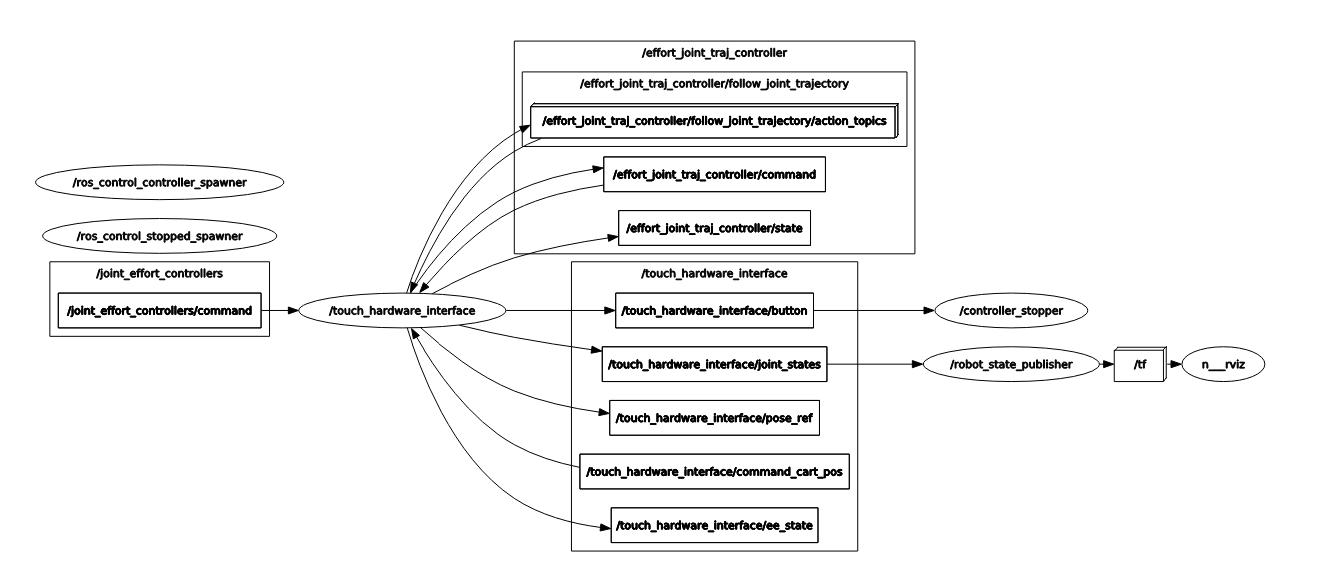 /effort_joint_traj_controller
/effort_joint_traj_controller/follow_joint_trajectory
/effort_joint_traj_controller/follow_joint_trajectory/action_topics
/effort_joint_traj_controller/command
/effort_joint_traj_controller/state
/ros_control_controller_spawner
/ros_control_stopped_spawner
/joint_effort_controllers
/joint_effort_controllers/command
/touch_hardware_interface
/touch_hardware_interface
/touch_hardware_interface/button
/touch_hardware_interface/joint_states
/touch_hardware_interface/pose_ref
/touch_hardware_interface/command_cart_pos
/touch_hardware_interface/ee_state
/controller_stopper
/robot_state_publisher
/tf
n___rviz